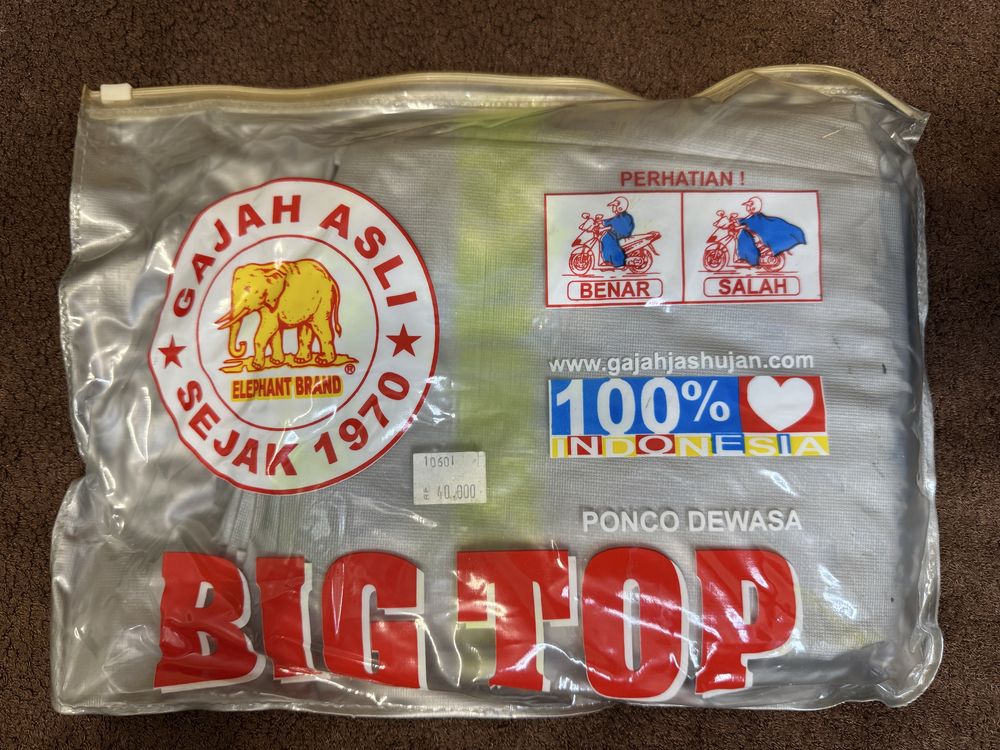 GAJAH ASLI
ELEPHANT BRAND ®
SEJAK 1970
PERHATIAN !
BENAR
SALAH
www.gajahjashujan.com
100%
INDONESIA
10601
RP 40.000
PONCO DEWASA
BIG TOP